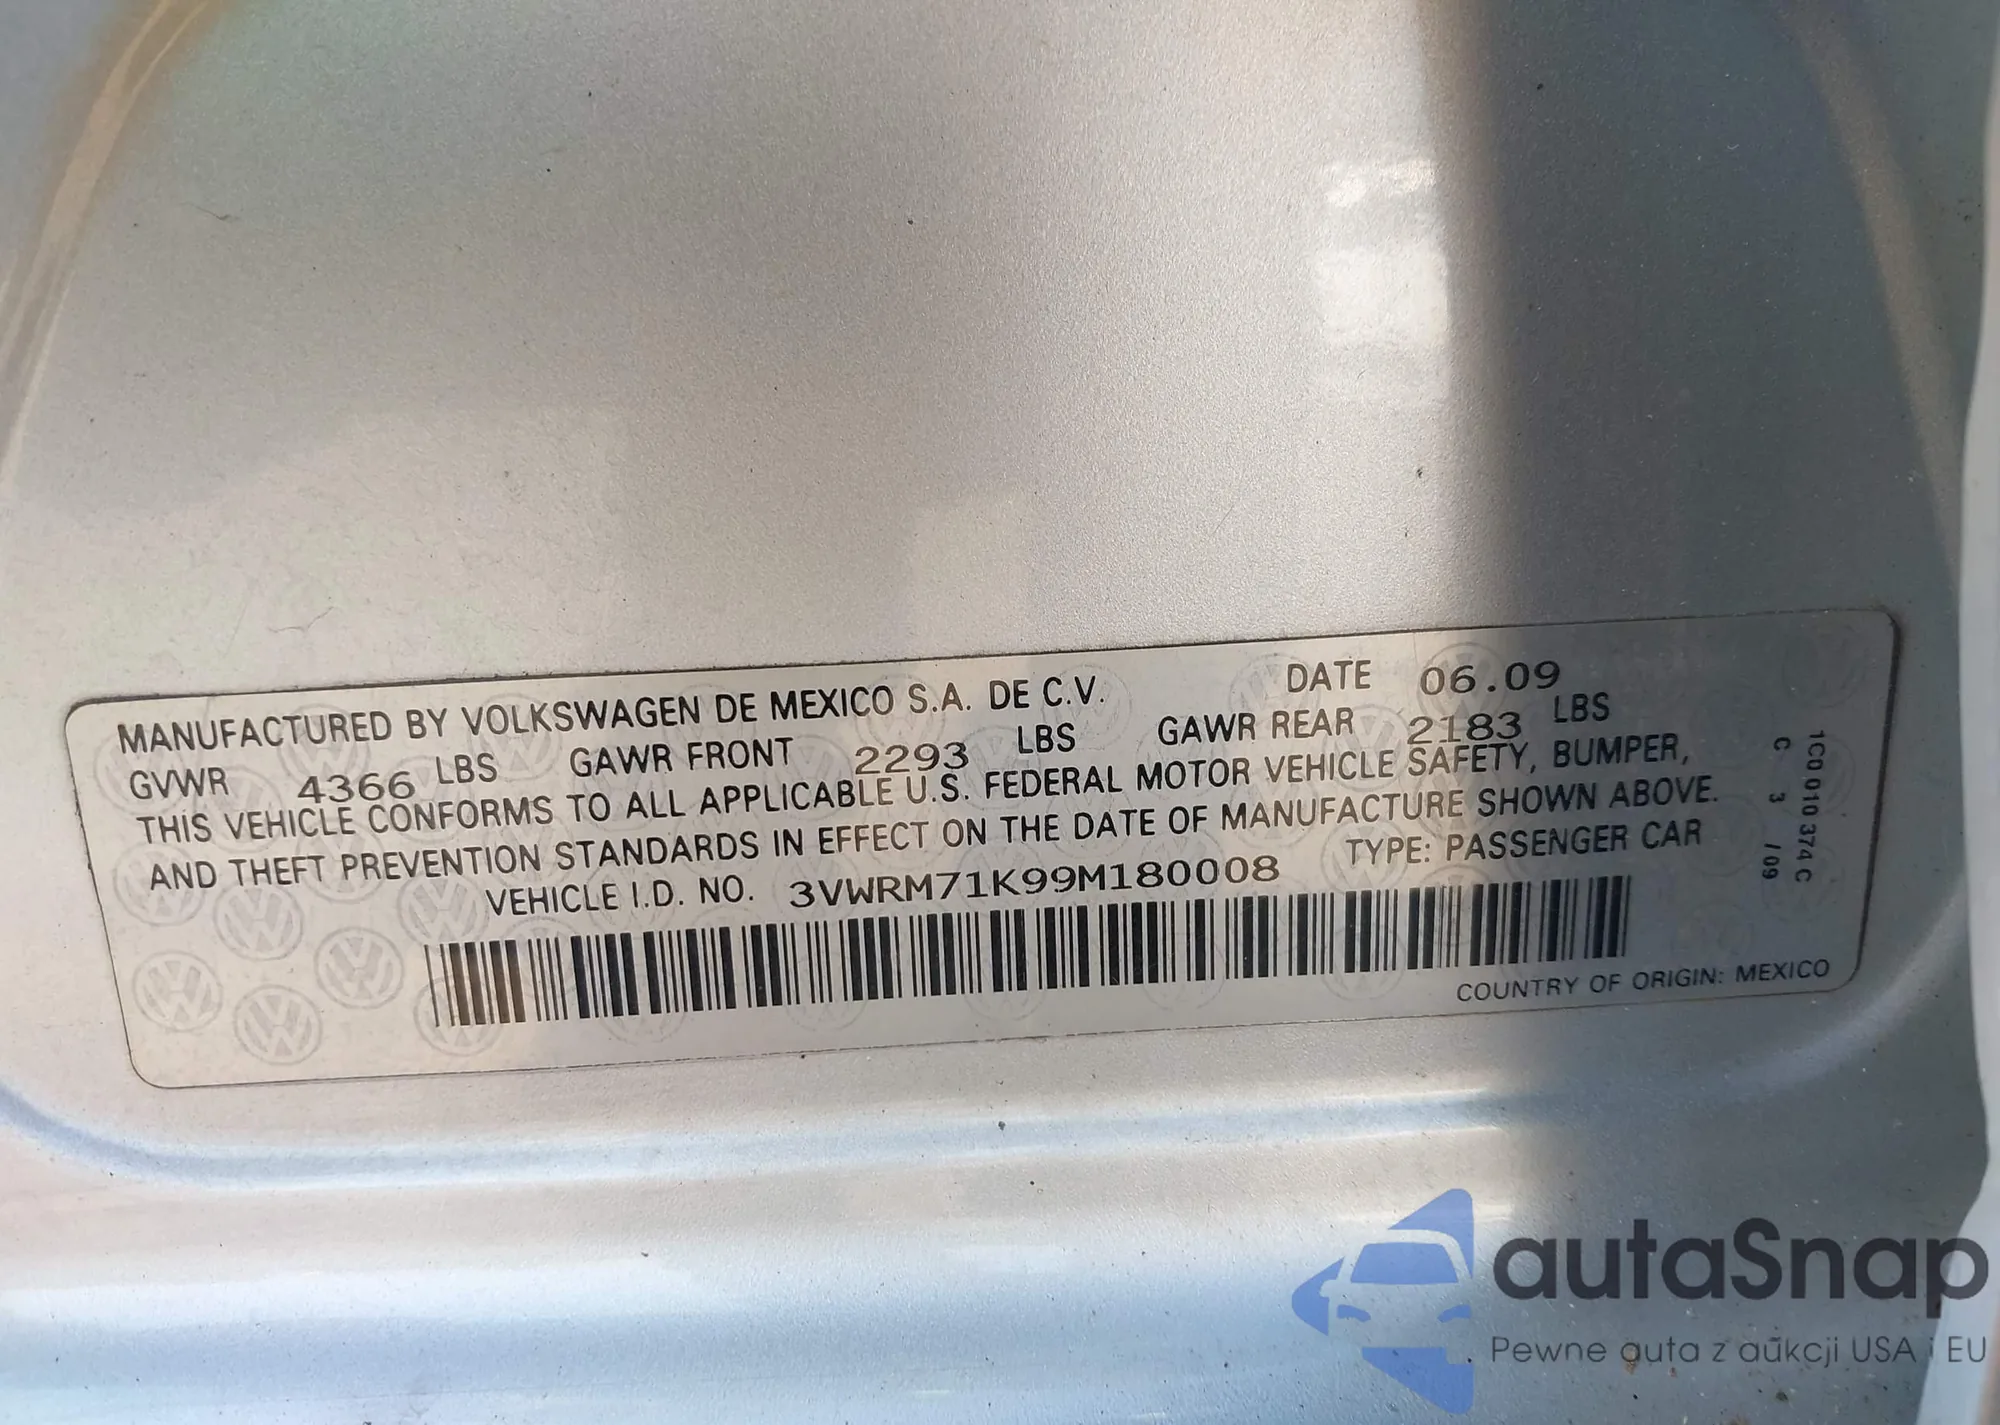 MANUFACTURED BY VOLKSWAGEN DE MEXICO S.A. DE C.V. DATE 06.09
GVWR 4366 LBS GAWR FRONT 2293 LBS GAWR REAR 2183 LBS
THIS VEHICLE CONFORMS TO ALL APPLICABLE U.S. FEDERAL MOTOR VEHICLE SAFETY, BUMPER,
AND THEFT PREVENTION STANDARDS IN EFFECT ON THE DATE OF MANUFACTURE SHOWN ABOVE.
VEHICLE I.D. NO. 3VWRM71K99M180008 TYPE: PASSENGER CAR
COUNTRY OF ORIGIN: MEXICO
1C0 010 374 C
C 3 /09
autaSnap
Pewne auta z aukcji USA i EU